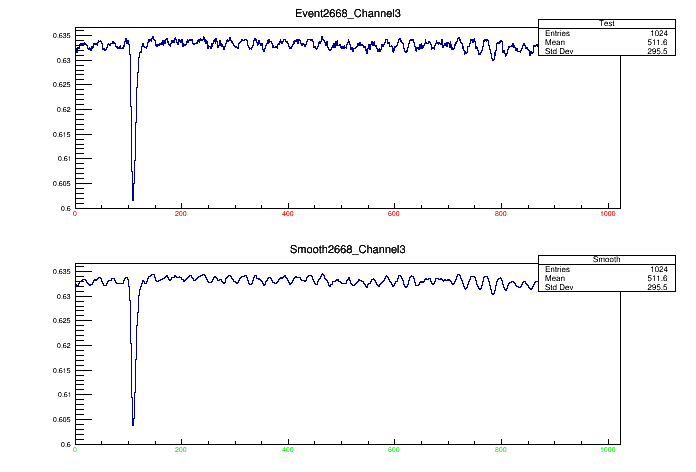 Event2668_Channel3
Test
Entries 1024
Mean 511.6
Std Dev 295.5
0.635
0.63
0.625
0.62
0.615
0.61
0.605
0.6
0 200 400 600 800 1000
Smooth2668_Channel3
Smooth
Entries 1024
Mean 511.6
Std Dev 295.5
0.635
0.63
0.625
0.62
0.615
0.61
0.605
0.6
0 200 400 600 800 1000